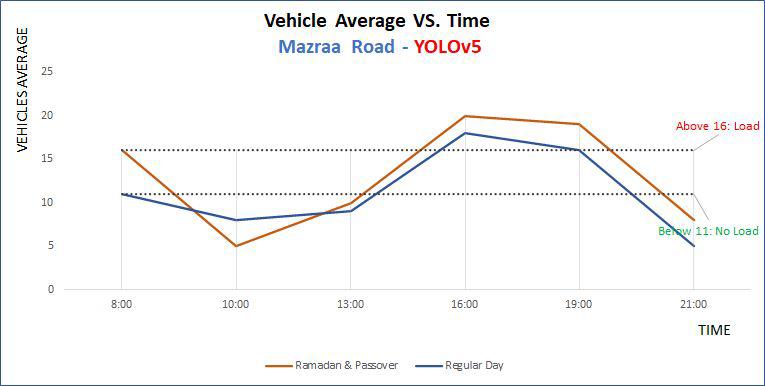 Vehicle Average VS. Time
Mazraa Road - YOLOv5
VEHICLES AVERAGE
25
20
15
10
5
0
Above 16: Load
Below 11: No Load
8:00 10:00 13:00 16:00 19:00 21:00
TIME
Ramadan & Passover Regular Day